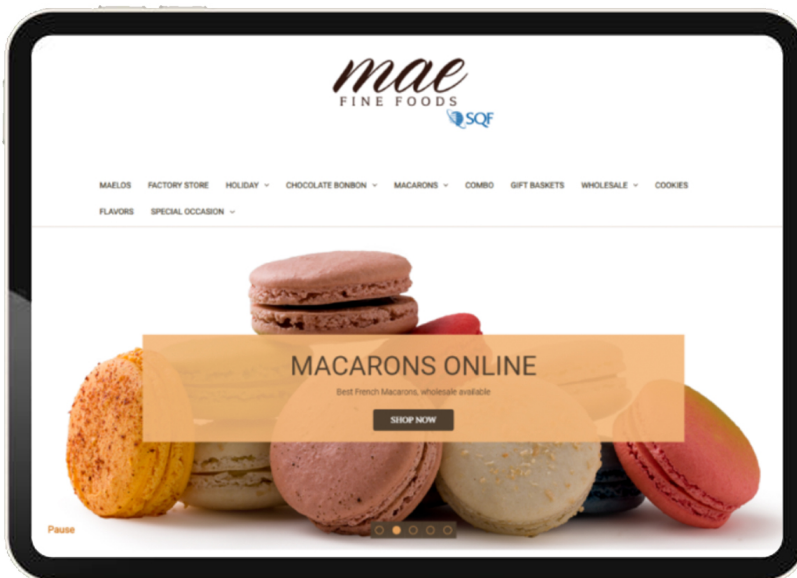 mae
FINE FOODS
SQF
MAELOS FACTORY STORE HOLIDAY CHOCOLATE BONBON MACARONS COMBO GIFT BASKETS WHOLESALE COOKIES
FLAVORS SPECIAL OCCASION
MACARONS ONLINE
Best French Macarons, wholesale available
SHOP NOW
Pause